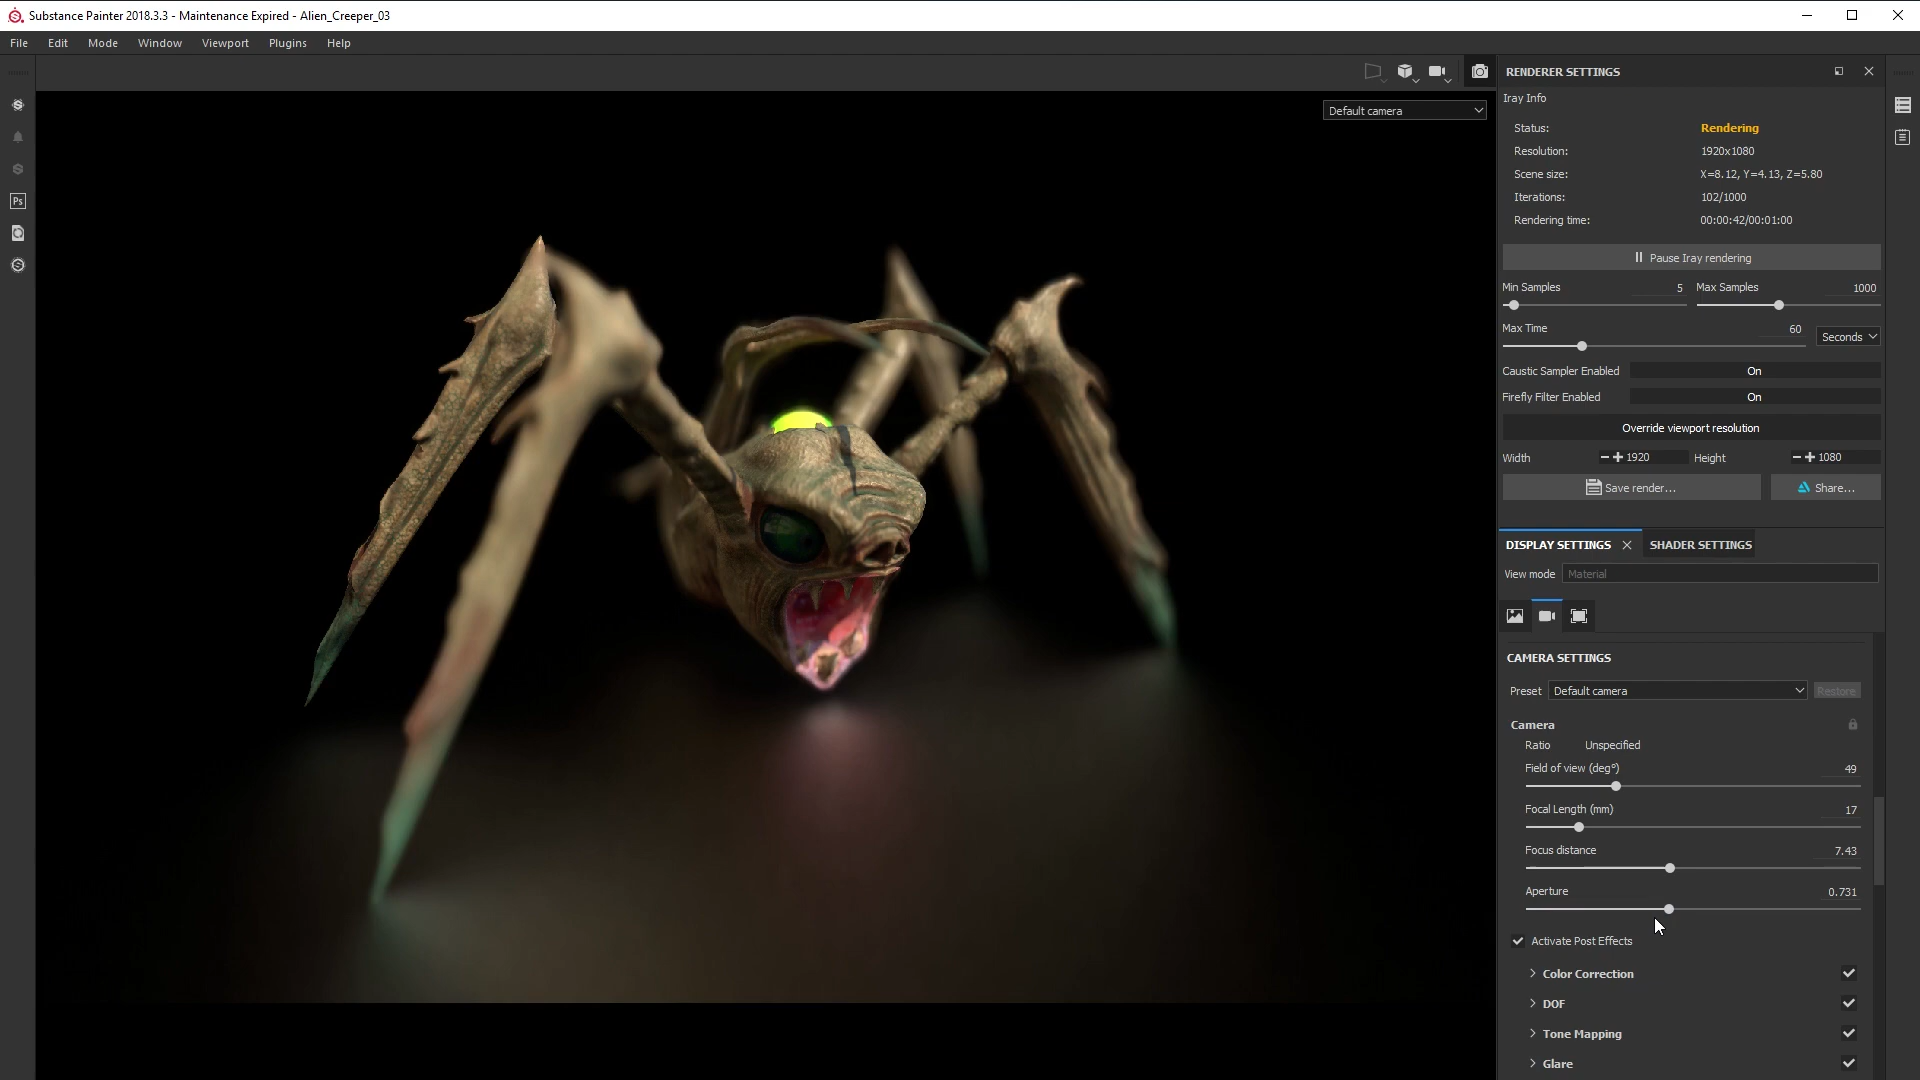 Substance Painter 2018.3.3 - Maintenance Expired - Alien_Creeper_03
File Edit Mode Window Viewport Plugins Help
RENDERER SETTINGS
Iray Info
Default camera
Status: Rendering
Resolution: 1920x1080
Scene size: X=8.12, Y=4.13, Z=5.80
Ps
Iterations: 102/1000
Rendering time: 00:00:42/00:01:00
Pause Iray rendering
Min Samples 5 Max Samples 1000
Max Time 60 Seconds
Caustic Sampler Enabled On
Firefly Filter Enabled On
Override viewport resolution
Width 1920 Height 1080
Save render... Share...
DISPLAY SETTINGS SHADER SETTINGS
View mode Material
CAMERA SETTINGS
Preset Default camera Restore
Camera
Ratio Unspecified
Field of view (deg°) 49
Focal Length (mm) 17
Focus distance 7.43
Aperture 0.731
Activate Post Effects
Color Correction
DOF
Tone Mapping
Glare